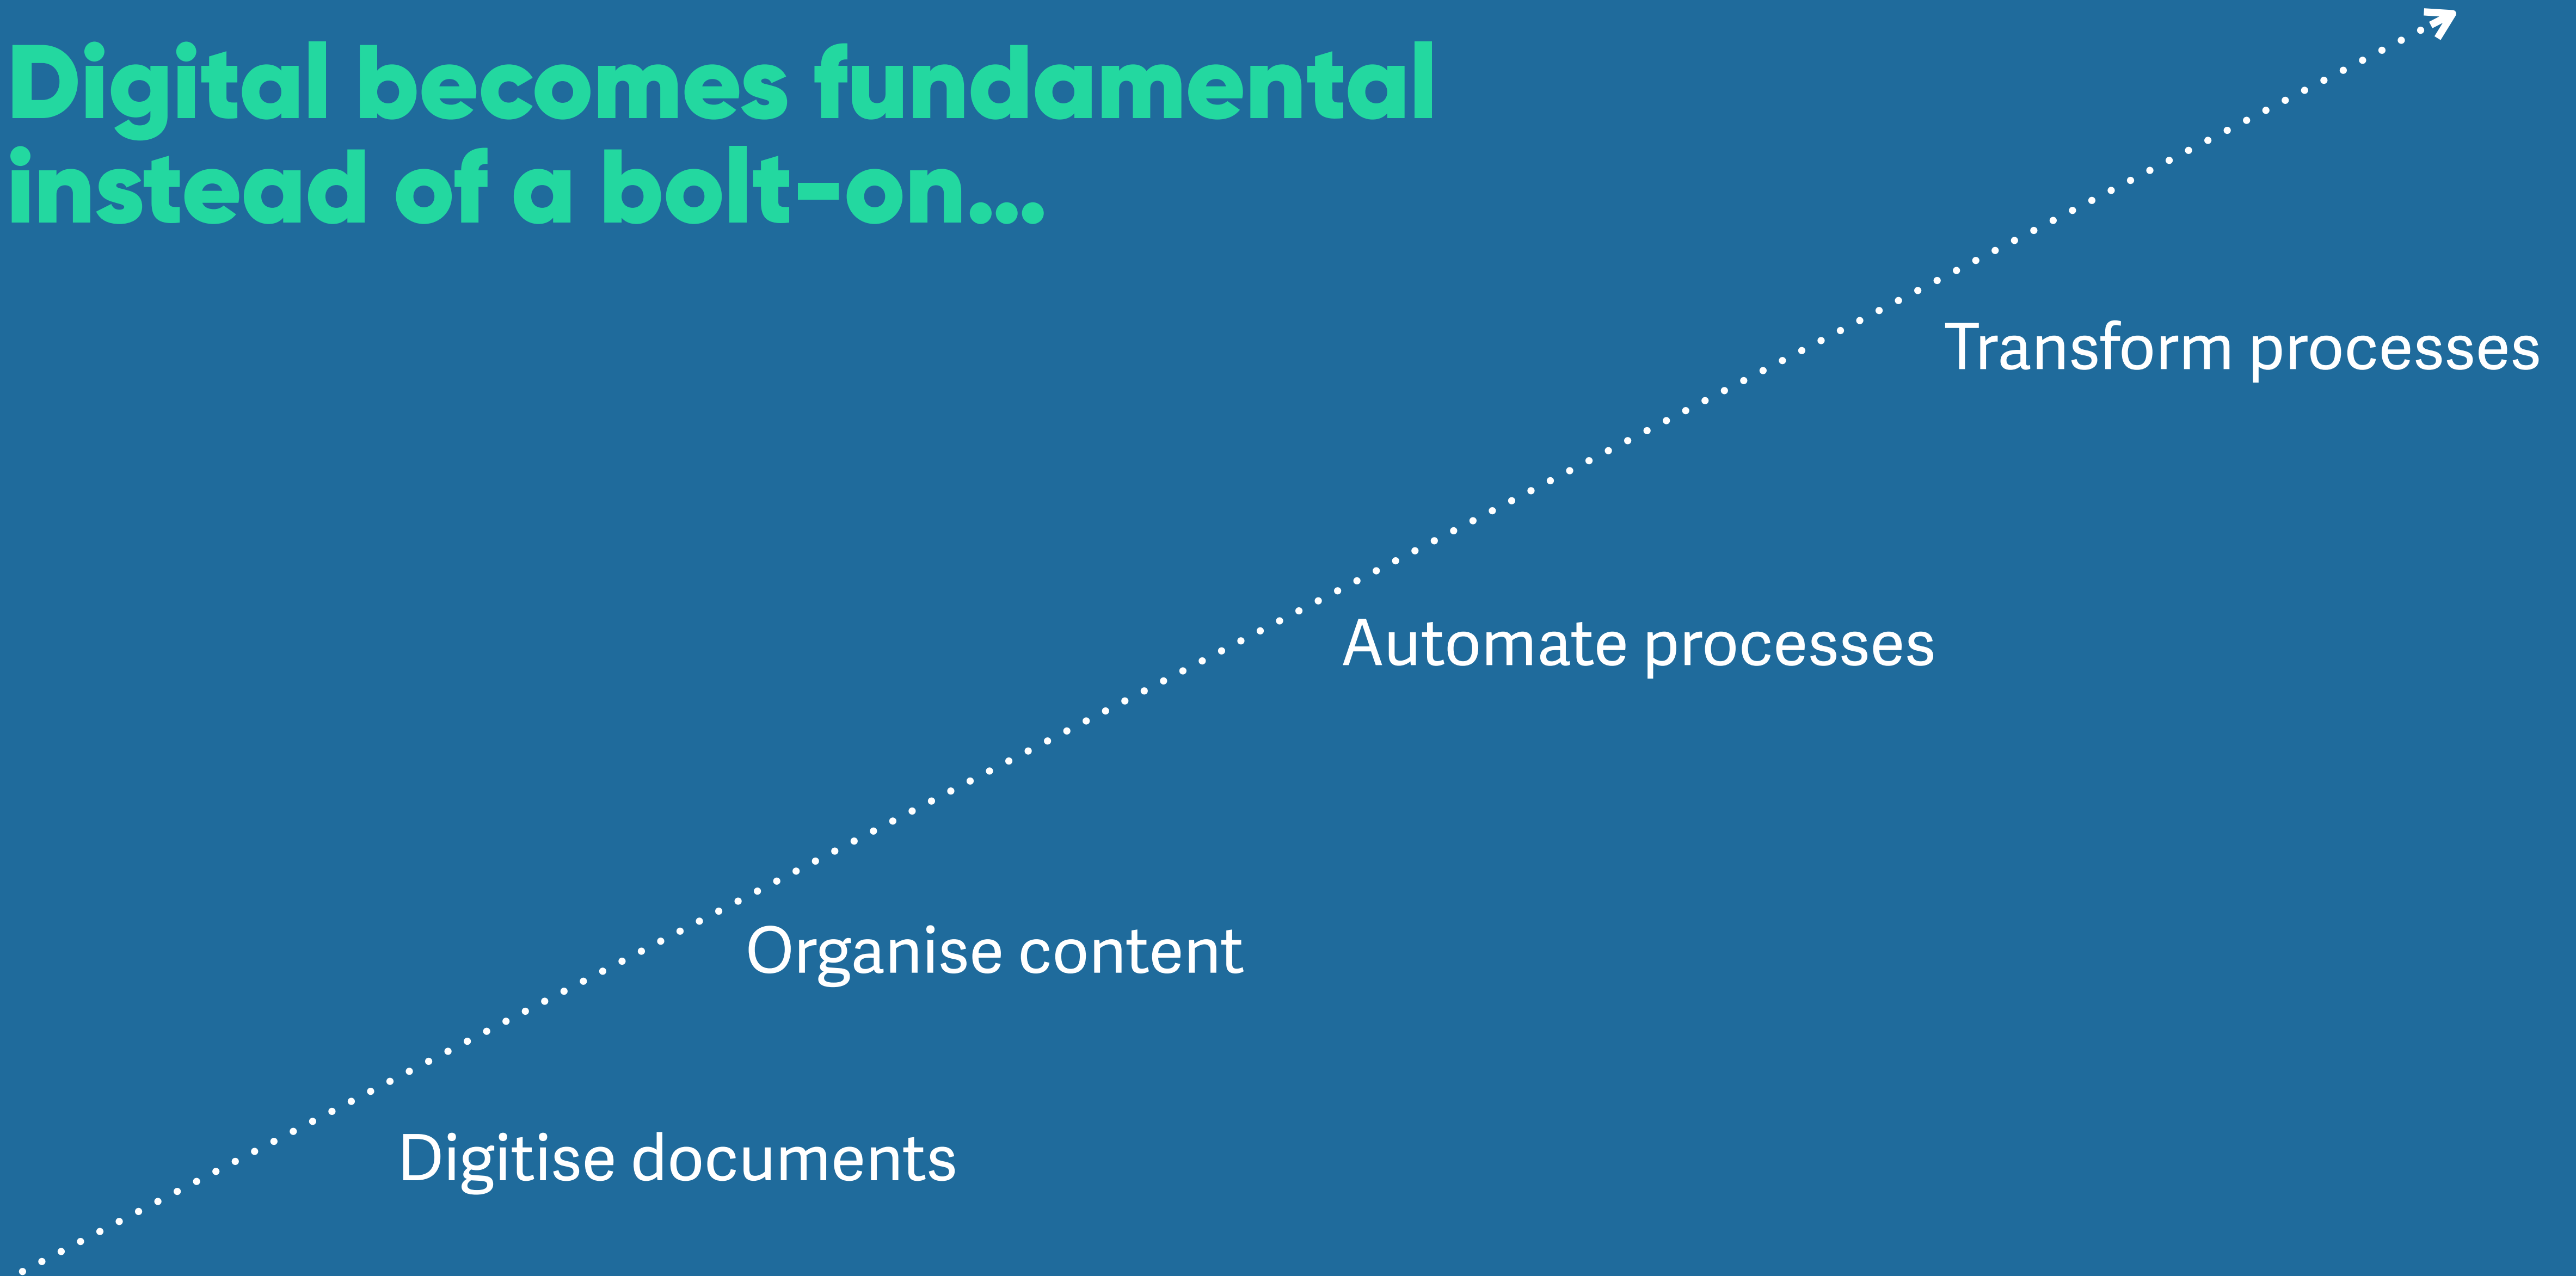 Digital becomes fundamental
instead of a bolt-on...
Transform processes
Automate processes
Organise content
Digitise documents